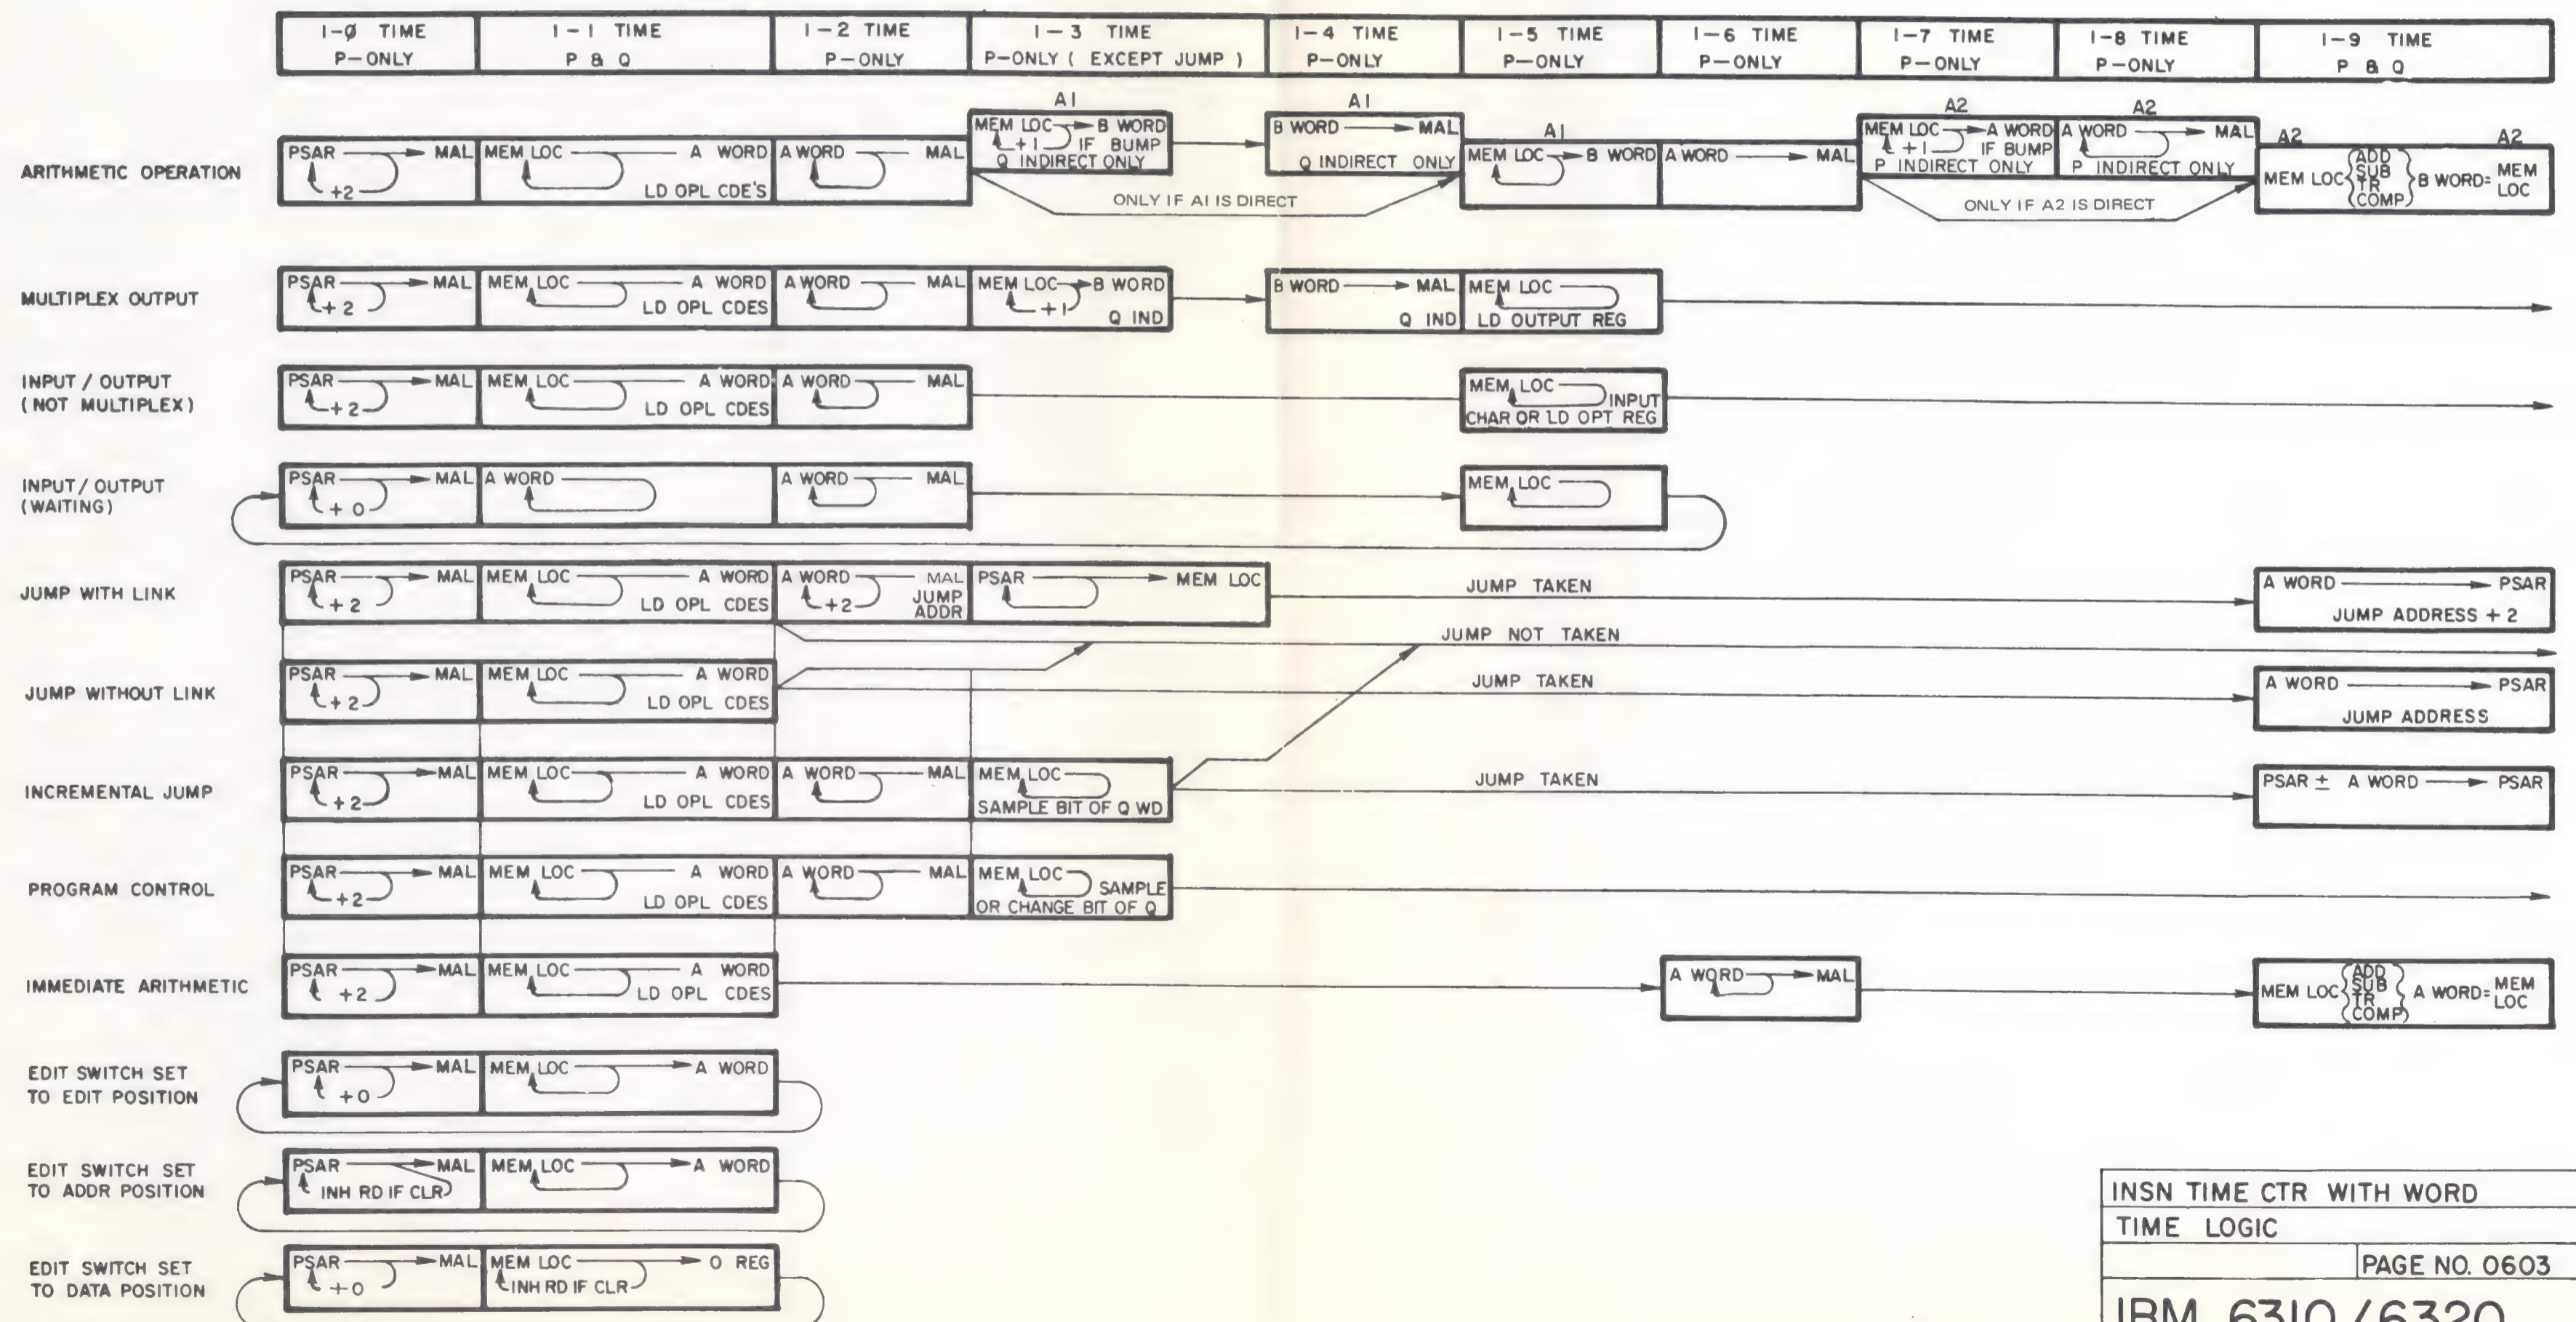 I-Ø TIME
P-ONLY
I-I TIME
P & Q
I-2 TIME
P-ONLY
I-3 TIME
P-ONLY ( EXCEPT JUMP )
I-4 TIME
P-ONLY
I-5 TIME
P-ONLY
I-6 TIME
P-ONLY
I-7 TIME
P-ONLY
I-8 TIME
P-ONLY
I-9 TIME
P & Q
ARITHMETIC OPERATION
PSAR MAL
+2
MEM LOC A WORD
LD OPL CDE'S
A WORD MAL
A1
MEM LOC B WORD
+1 IF BUMP
Q INDIRECT ONLY
A1
B WORD MAL
Q INDIRECT ONLY
ONLY IF A1 IS DIRECT
A1
MEM LOC B WORD
A WORD MAL
A2
MEM LOC A WORD
+1 IF BUMP
P INDIRECT ONLY
A2
A WORD MAL
P INDIRECT ONLY
ONLY IF A2 IS DIRECT
A2 A2
MEM LOC ADD SUB TR COMP B WORD= MEM LOC
MULTIPLEX OUTPUT
PSAR MAL
+2
MEM LOC A WORD
LD OPL CDES
A WORD MAL
MEM LOC B WORD
+1
Q IND
B WORD MAL
Q IND
MEM LOC
LD OUTPUT REG
INPUT / OUTPUT
(NOT MULTIPLEX)
PSAR MAL
+2
MEM LOC A WORD
LD OPL CDES
A WORD MAL
MEM LOC
INPUT
CHAR OR LD OPT REG
INPUT/ OUTPUT
(WAITING)
PSAR MAL
+0
A WORD
A WORD MAL
MEM LOC
JUMP WITH LINK
PSAR MAL
+2
MEM LOC A WORD
LD OPL CDES
A WORD MAL
+2 JUMP
ADDR
PSAR MEM LOC
JUMP TAKEN
A WORD PSAR
JUMP ADDRESS + 2
JUMP NOT TAKEN
JUMP WITHOUT LINK
PSAR MAL
+2
MEM LOC A WORD
LD OPL CDES
JUMP TAKEN
A WORD PSAR
JUMP ADDRESS
INCREMENTAL JUMP
PSAR MAL
+2
MEM LOC A WORD
LD OPL CDES
A WORD MAL
MEM LOC
SAMPLE BIT OF Q WD
JUMP TAKEN
PSAR ± A WORD PSAR
PROGRAM CONTROL
PSAR MAL
+2
MEM LOC A WORD
LD OPL CDES
A WORD MAL
MEM LOC
SAMPLE
OR CHANGE BIT OF Q
IMMEDIATE ARITHMETIC
PSAR MAL
+2
MEM LOC A WORD
LD OPL CDES
A WORD MAL
MEM LOC ADD SUB TR COMP A WORD= MEM LOC
EDIT SWITCH SET
TO EDIT POSITION
PSAR MAL
+0
MEM LOC A WORD
EDIT SWITCH SET
TO ADDR POSITION
PSAR MAL
INH RD IF CLR
MEM LOC A WORD
EDIT SWITCH SET
TO DATA POSITION
PSAR MAL
+0
MEM LOC O REG
INH RD IF CLR
INSN TIME CTR WITH WORD
TIME LOGIC
PAGE NO. 0603
IBM 6310/6320